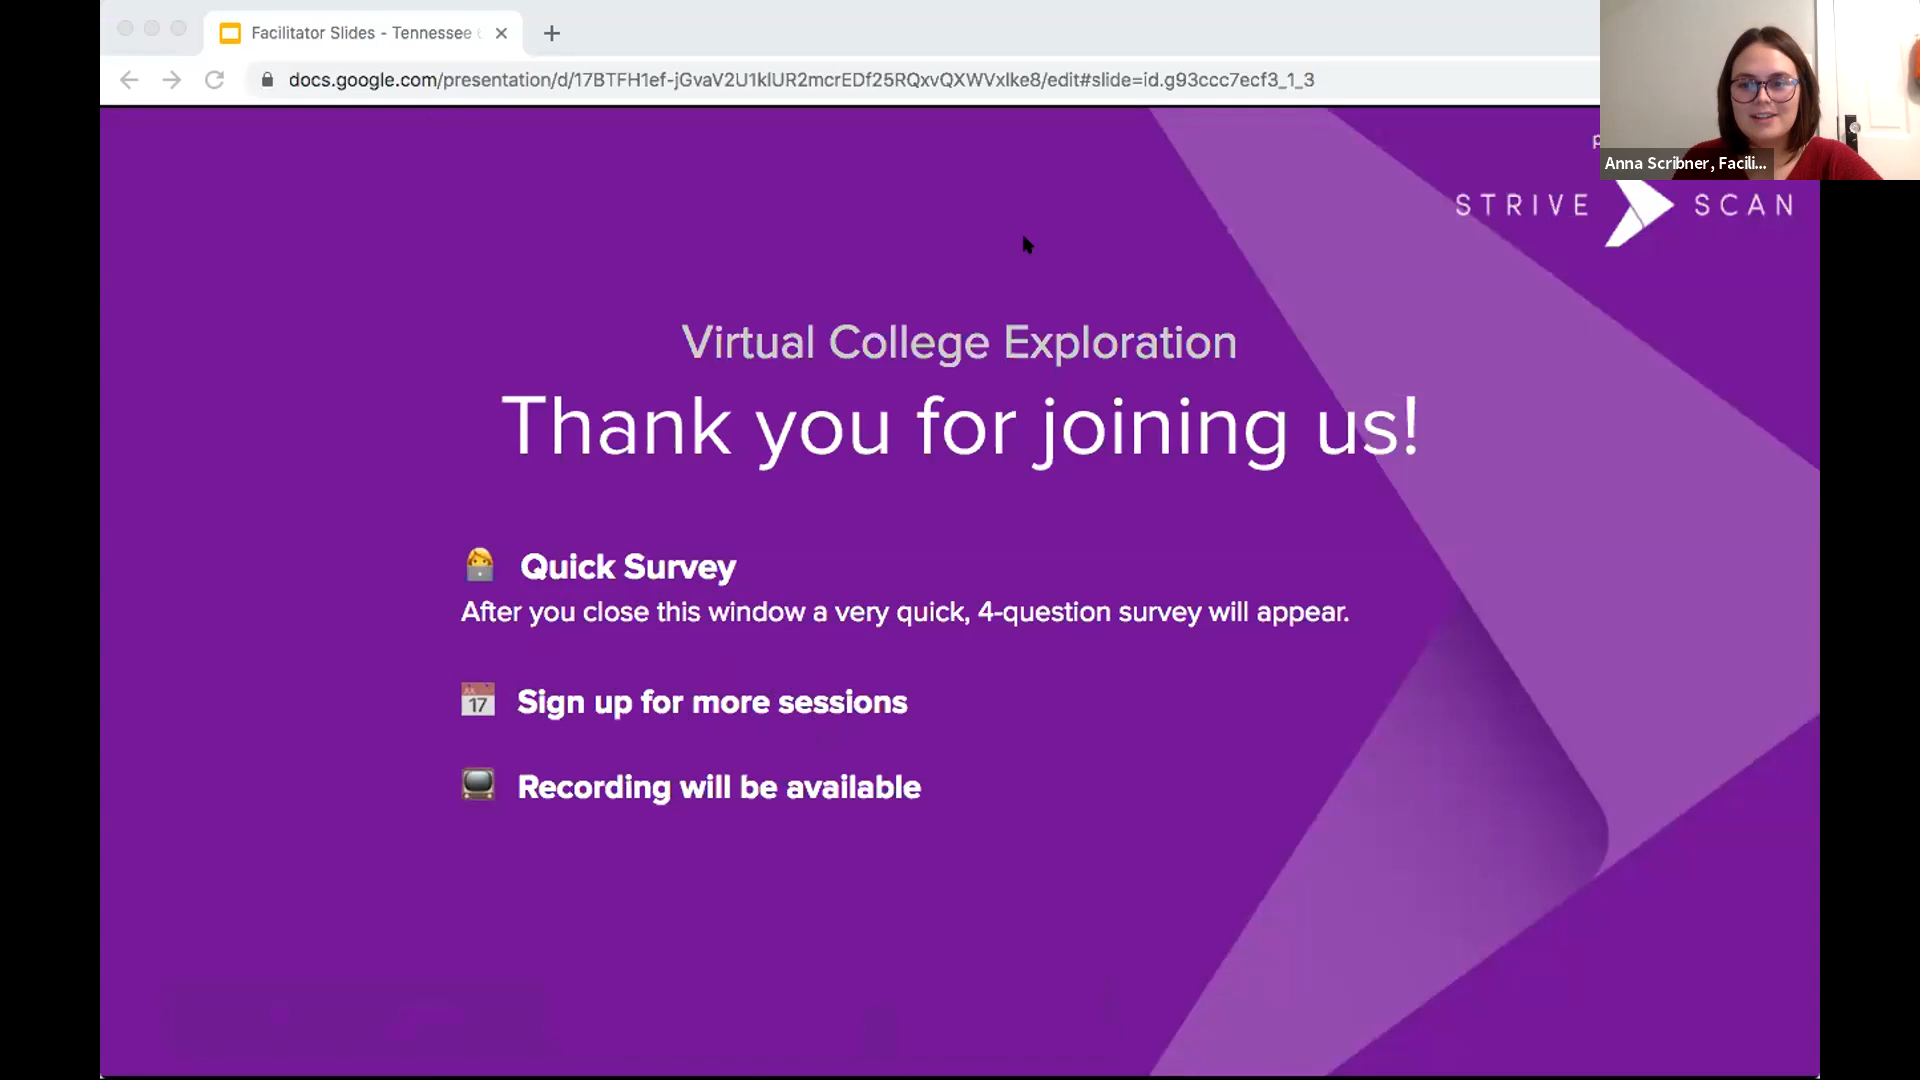 Facilitator Slides - Tennessee
docs.google.com/presentation/d/17BTFH1ef-jGvaV2U1klUR2mcrEDf25RQxvQXWVxlke8/edit#slide=id.g93ccc7ecf3_1_3
Anna Scribner, Facili...
STRIVE SCAN
Virtual College Exploration
Thank you for joining us!
Quick Survey
After you close this window a very quick, 4-question survey will appear.
17 Sign up for more sessions
Recording will be available